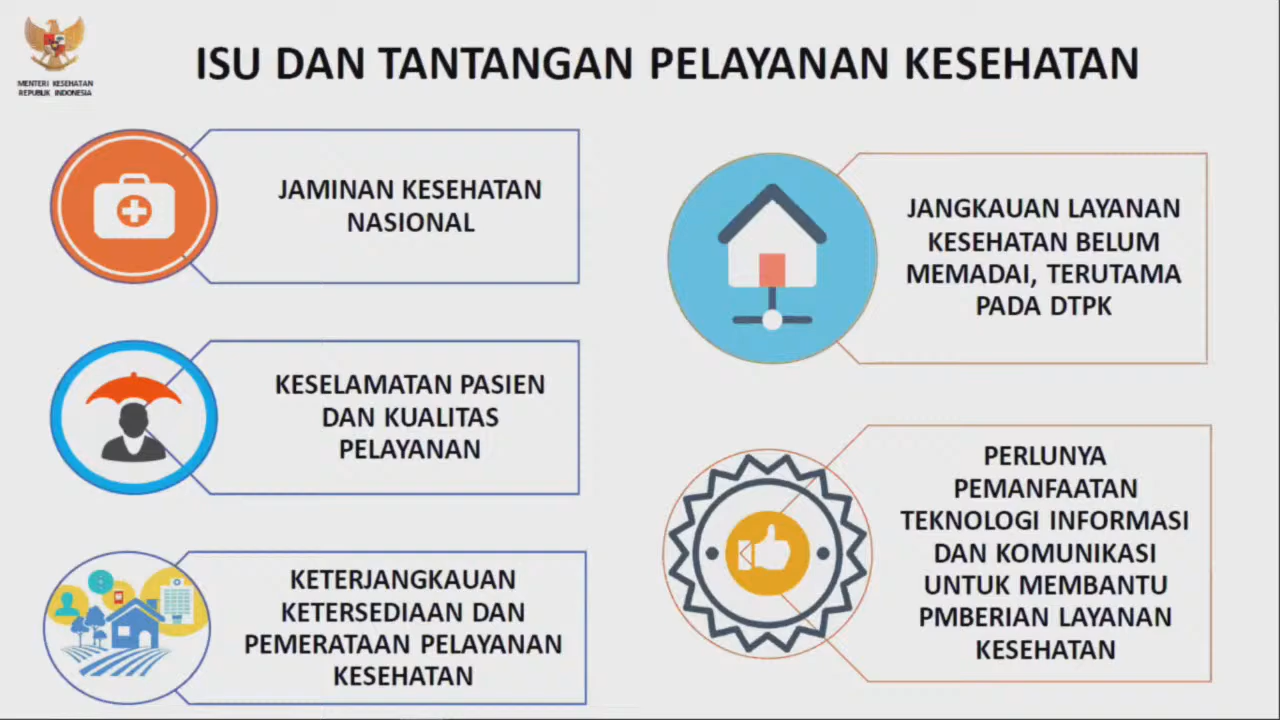 MENTERI KESEHATAN
REPUBLIK INDONESIA
ISU DAN TANTANGAN PELAYANAN KESEHATAN
JAMINAN KESEHATAN
NASIONAL
KESELAMATAN PASIEN
DAN KUALITAS
PELAYANAN
KETERJANGKAUAN
KETERSEDIAAN DAN
PEMERATAAN PELAYANAN
KESEHATAN
JANGKAUAN LAYANAN
KESEHATAN BELUM
MEMADAI, TERUTAMA
PADA DTPK
PERLUNYA
PEMANFAATAN
TEKNOLOGI INFORMASI
DAN KOMUNIKASI
UNTUK MEMBANTU
PMBERIAN LAYANAN
KESEHATAN